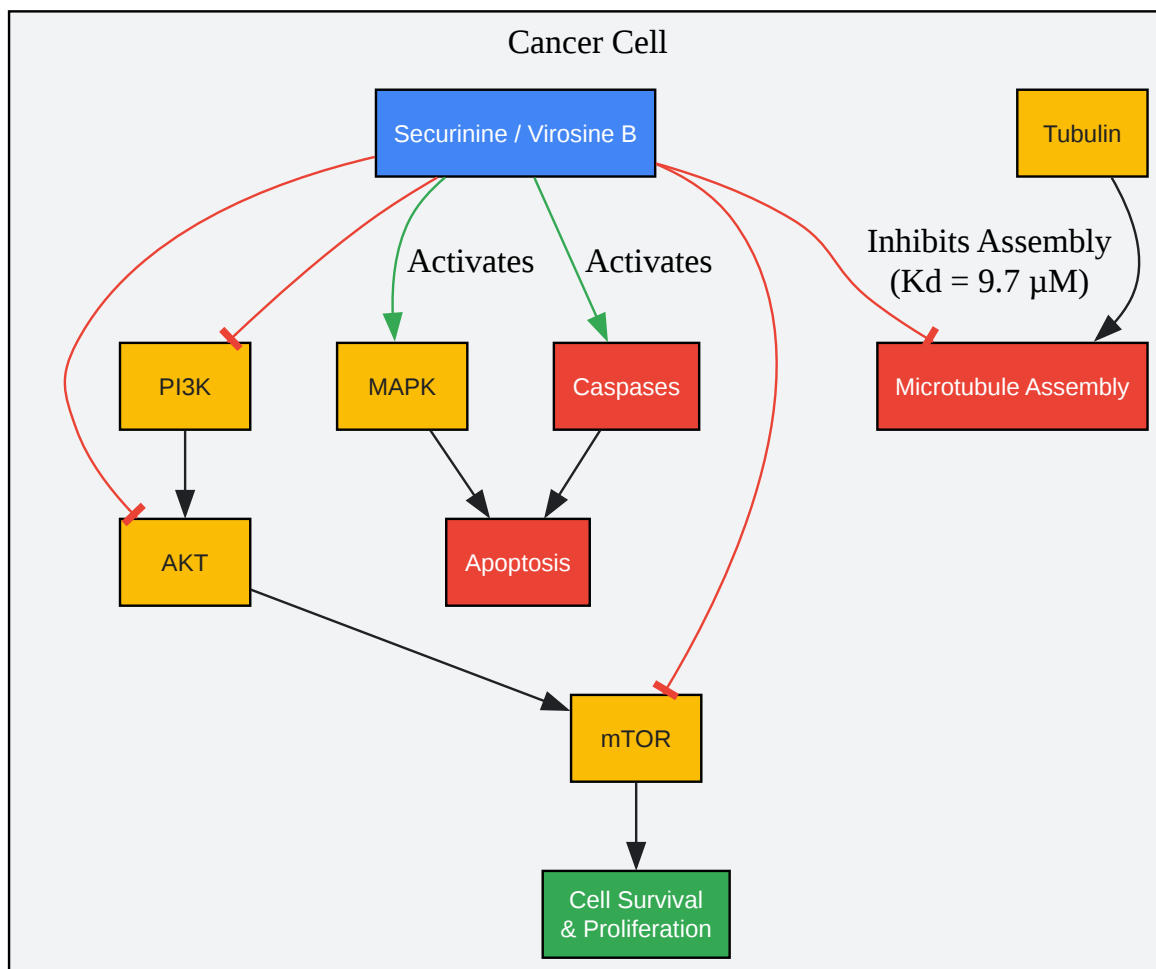 Cancer Cell
Securinine / Virosine B
Tubulin
Activates
Activates
Inhibits Assembly
(Kd = 9.7 µM)
PI3K
MAPK
Caspases
Microtubule Assembly
AKT
Apoptosis
mTOR
Cell Survival
& Proliferation